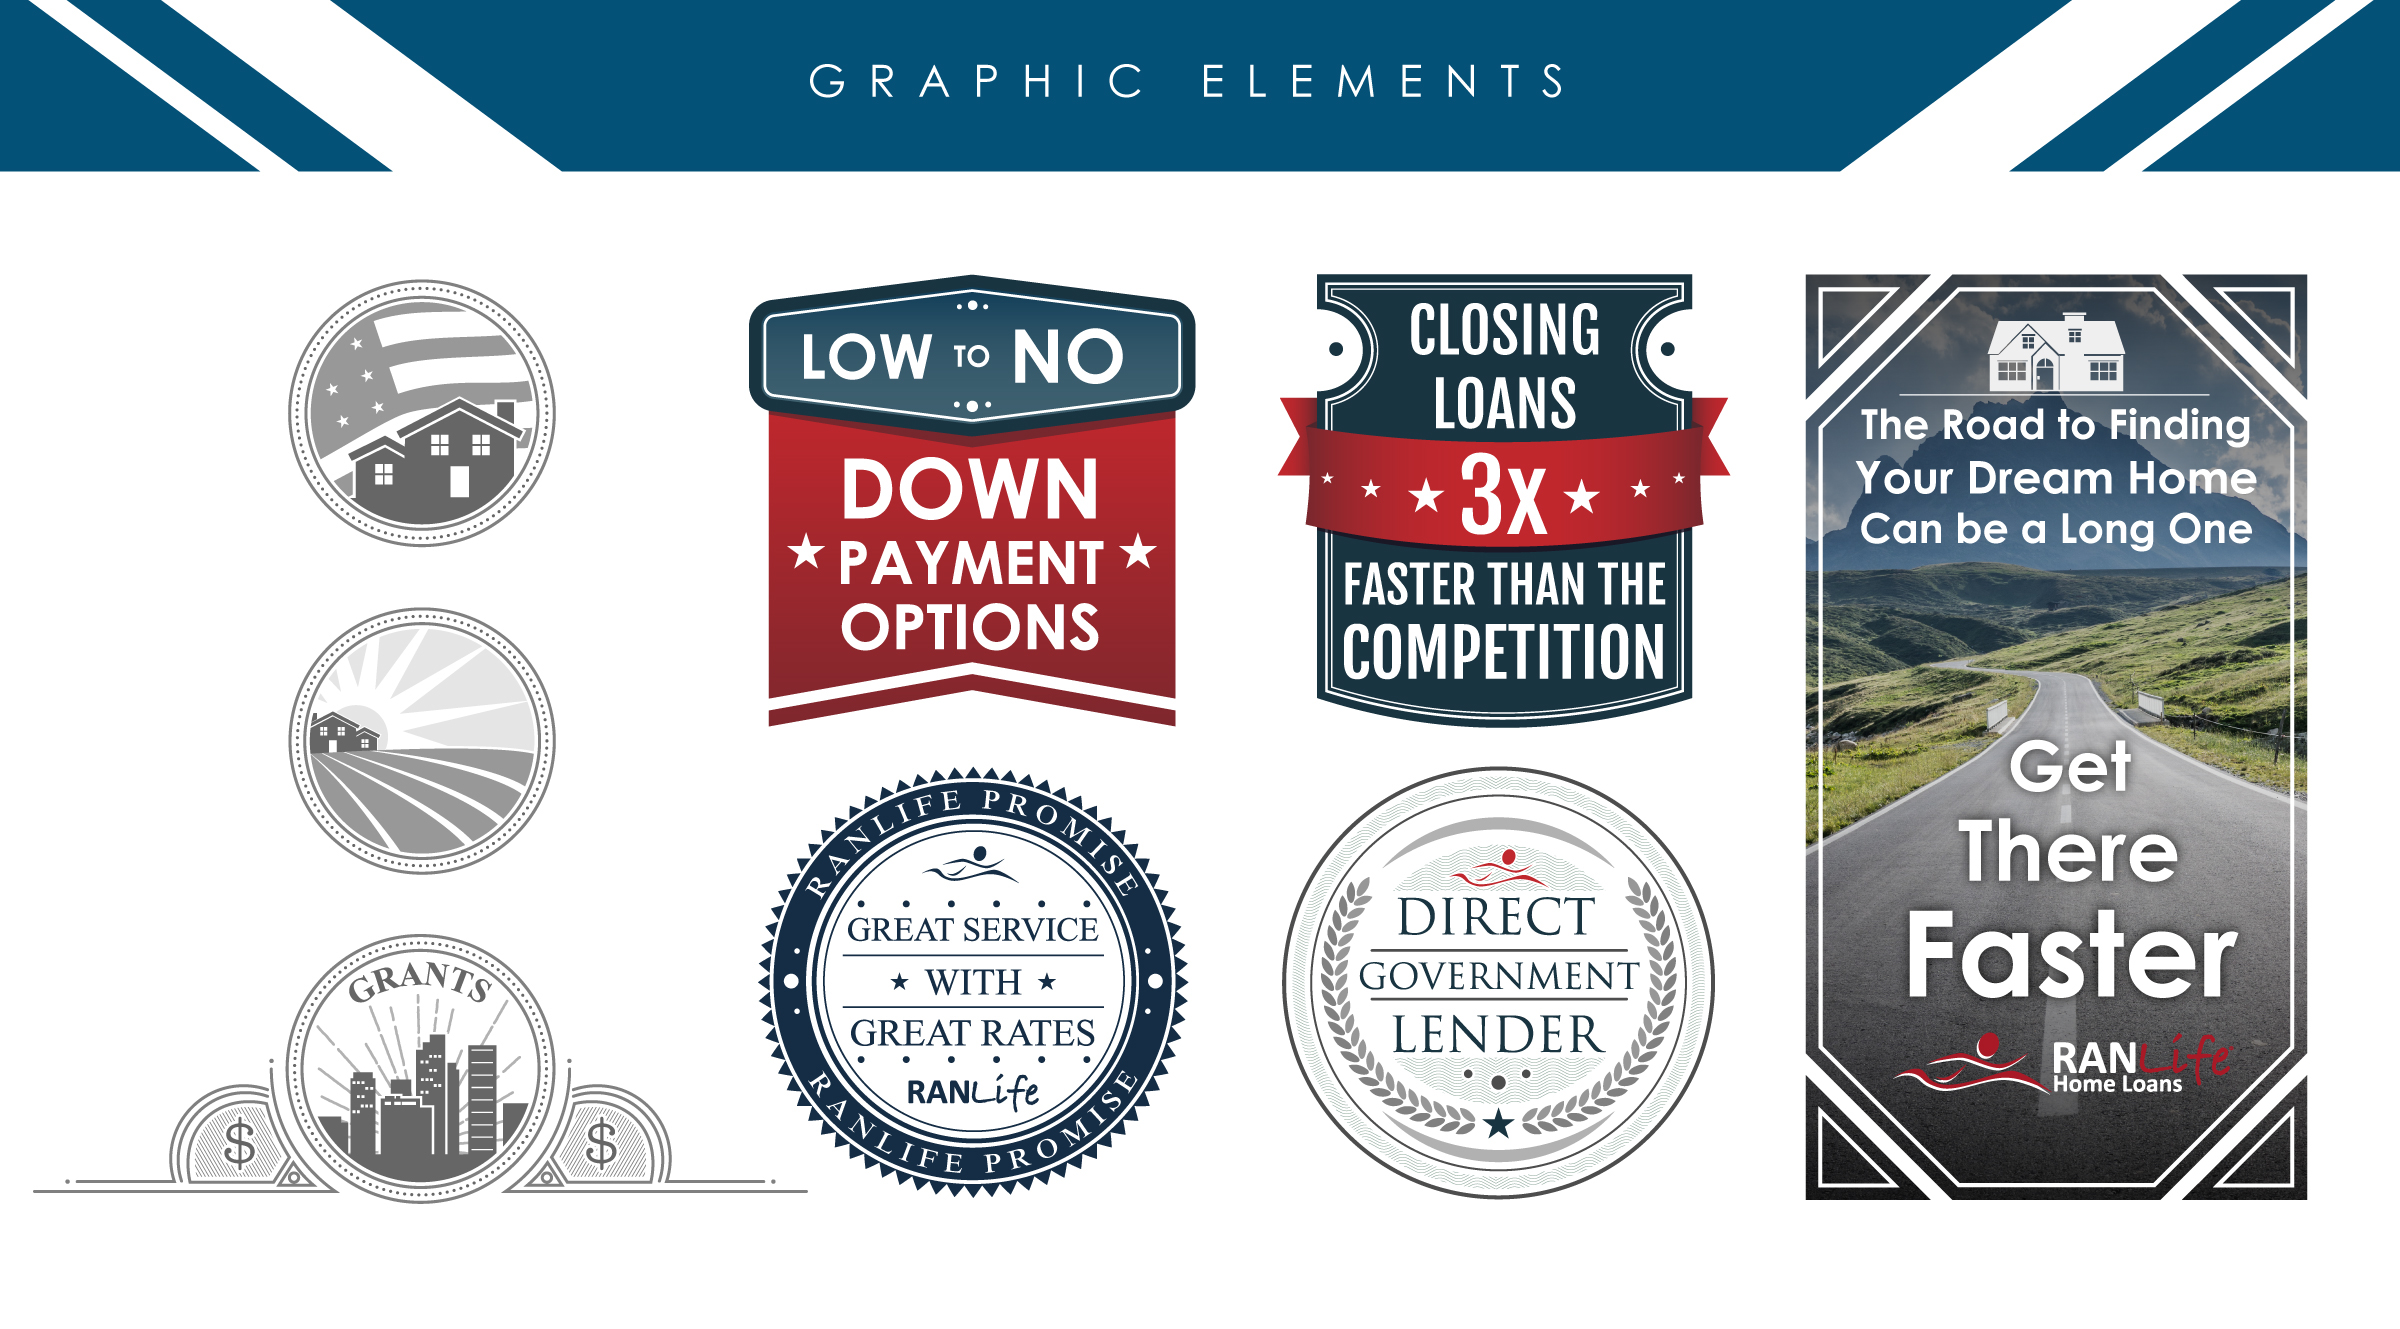 GRAPHIC ELEMENTS
GRANTS
$
$
LOW TO NO
DOWN
PAYMENT
OPTIONS
CLOSING
LOANS
3x
FASTER THAN THE
COMPETITION
RANLIFE PROMISE
GREAT SERVICE
WITH
GREAT RATES
RANLife
RANLIFE PROMISE
DIRECT
GOVERNMENT
LENDER
The Road to Finding
Your Dream Home
Can be a Long One
Get
There
Faster
RANLife
Home Loans